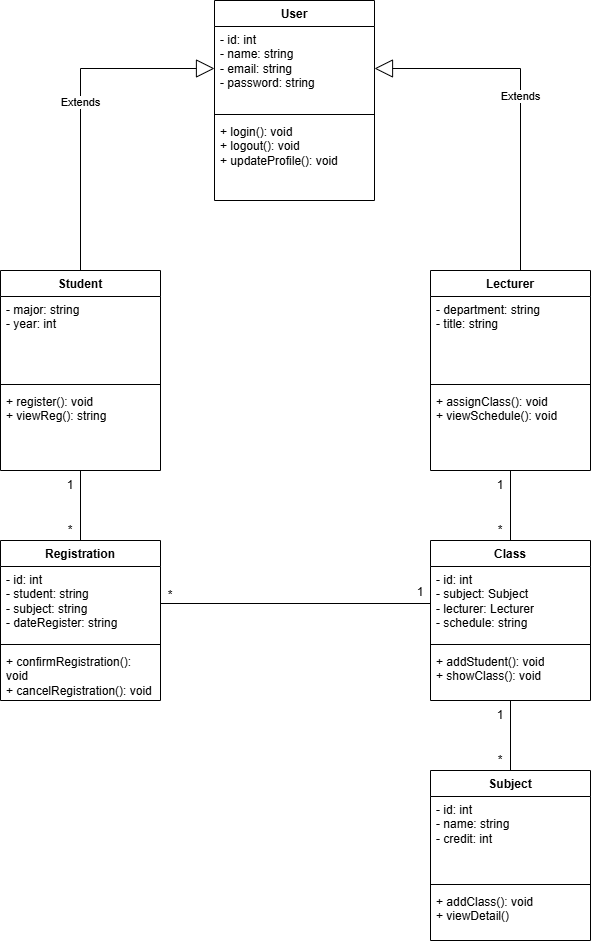 User
- id: int
- name: string
- email: string
- password: string
+ login(): void
+ logout(): void
+ updateProfile(): void
Extends
Extends
Student
- major: string
- year: int
+ register(): void
+ viewReg(): string
Lecturer
- department: string
- title: string
+ assignClass(): void
+ viewSchedule(): void
1
*
1
*
Registration
- id: int
- student: string
- subject: string
- dateRegister: string
+ confirmRegistration():
void
+ cancelRegistration(): void
*
1
Class
- id: int
- subject: Subject
- lecturer: Lecturer
- schedule: string
+ addStudent(): void
+ showClass(): void
1
*
Subject
- id: int
- name: string
- credit: int
+ addClass(): void
+ viewDetail()